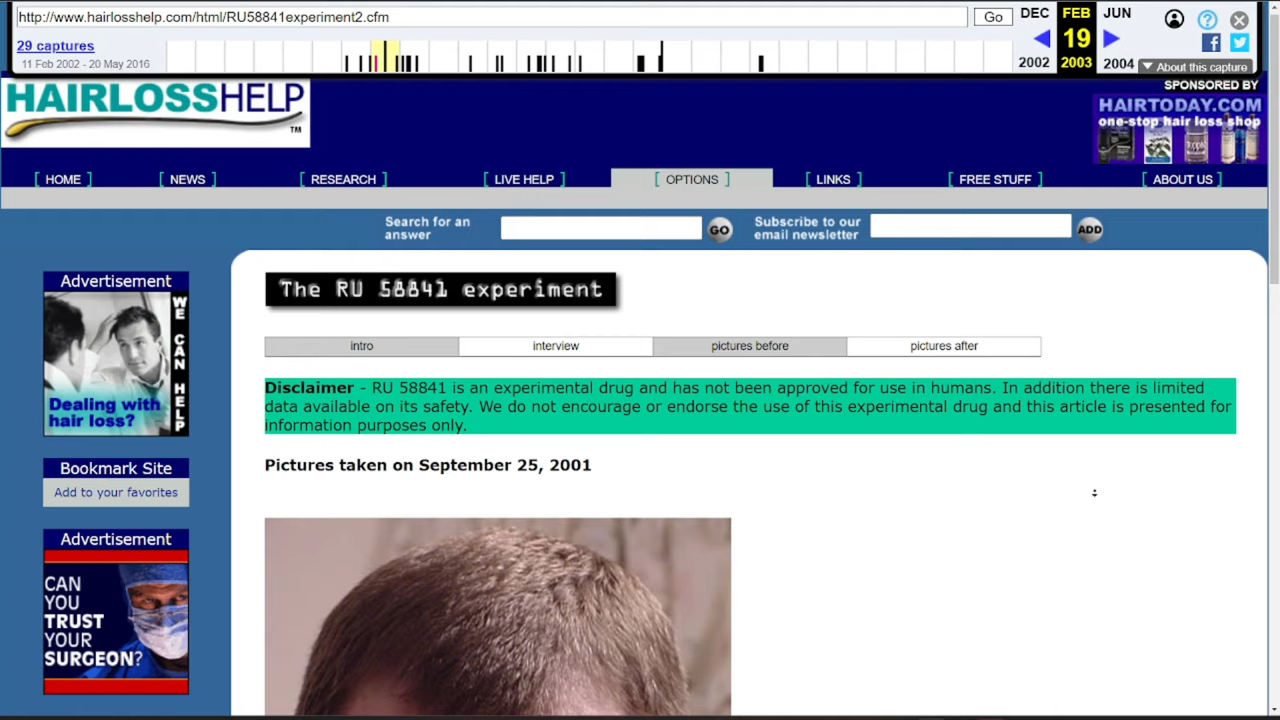 http://www.hairlosshelp.com/html/RU58841experiment2.cfm
Go
DEC
FEB
JUN
29 captures
19
11 Feb 2002 - 20 May 2016
2002
2003
2004
About this capture
HAIRLOSSHELP
TM
SPONSORED BY
HAIRTODAY.COM
one-stop hair loss shop
[ HOME ]
[ NEWS ]
[ RESEARCH ]
[ LIVE HELP ]
[ OPTIONS ]
[ LINKS ]
[ FREE STUFF ]
[ ABOUT US ]
Search for an
answer
GO
Subscribe to our
email newsletter
ADD
Advertisement
WE CAN HELP
Dealing with
hair loss?
Bookmark Site
Add to your favorites
Advertisement
CAN
YOU
TRUST
YOUR
SURGEON?
The RU 58841 experiment
intro
interview
pictures before
pictures after
Disclaimer - RU 58841 is an experimental drug and has not been approved for use in humans. In addition there is limited
data available on its safety. We do not encourage or endorse the use of this experimental drug and this article is presented for
information purposes only.
Pictures taken on September 25, 2001